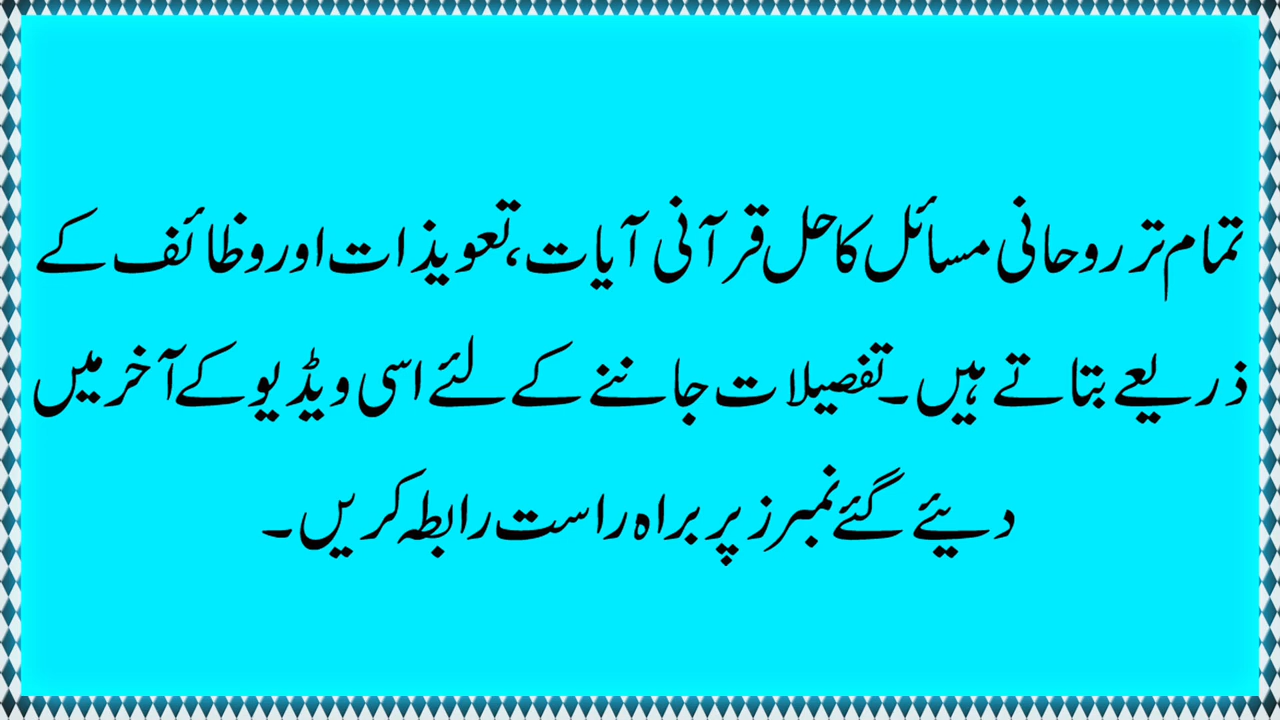 تمام تر روحانی مسائل کا حل قرآنی آیات، تعویذات اور وظائف کے
ذریعے بتاتے ہیں۔ تفصیلات جاننے کے لئے اسی ویڈیو کے آخر میں
دیئے گئے نمبرز پر براہ راست رابطہ کریں۔